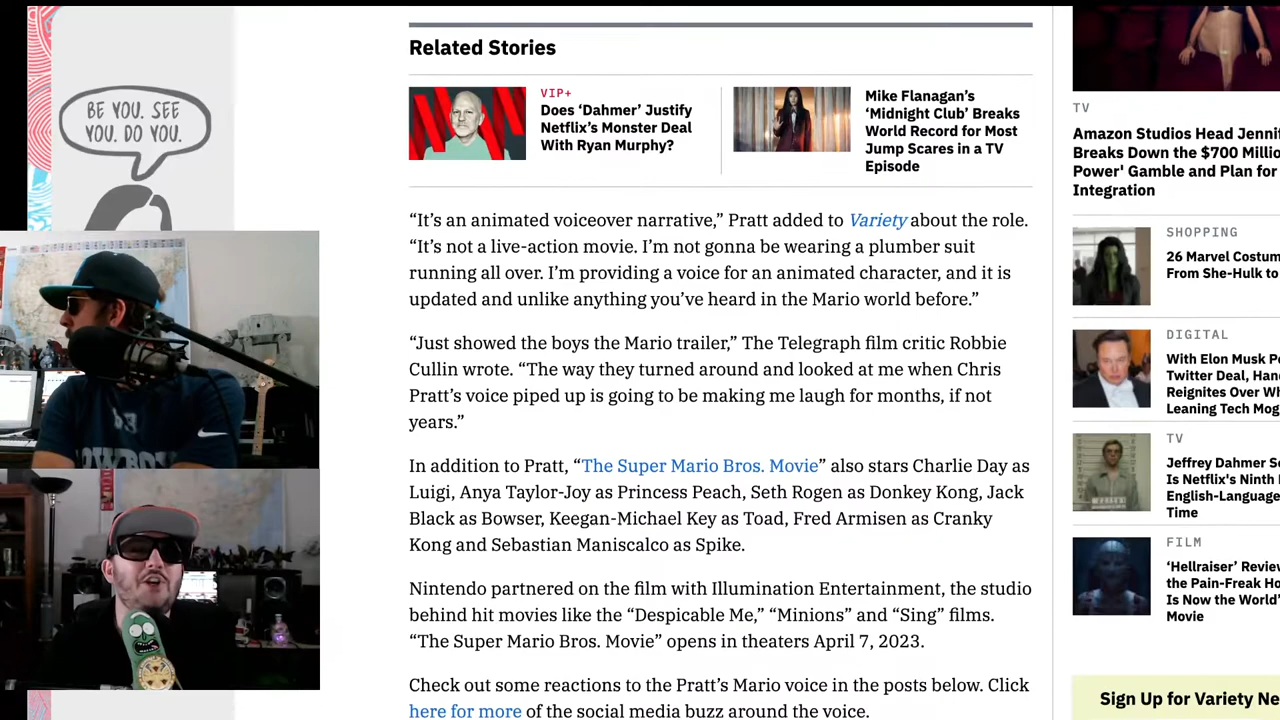 BE YOU. SEE
YOU. DO YOU.
Related Stories
VIP+
Does ‘Dahmer’ Justify
Netflix’s Monster Deal
With Ryan Murphy?
Mike Flanagan’s
‘Midnight Club’ Breaks
World Record for Most
Jump Scares in a TV
Episode
“It’s an animated voiceover narrative,” Pratt added to Variety about the role.
“It’s not a live-action movie. I’m not gonna be wearing a plumber suit
running all over. I’m providing a voice for an animated character, and it is
updated and unlike anything you’ve heard in the Mario world before.”
“Just showed the boys the Mario trailer,” The Telegraph film critic Robbie
Cullin wrote. “The way they turned around and looked at me when Chris
Pratt’s voice piped up is going to be making me laugh for months, if not
years.”
In addition to Pratt, “The Super Mario Bros. Movie” also stars Charlie Day as
Luigi, Anya Taylor-Joy as Princess Peach, Seth Rogen as Donkey Kong, Jack
Black as Bowser, Keegan-Michael Key as Toad, Fred Armisen as Cranky
Kong and Sebastian Maniscalco as Spike.
Nintendo partnered on the film with Illumination Entertainment, the studio
behind hit movies like the “Despicable Me,” “Minions” and “Sing” films.
“The Super Mario Bros. Movie” opens in theaters April 7, 2023.
Check out some reactions to the Pratt’s Mario voice in the posts below. Click
here for more of the social media buzz around the voice.
TV
Amazon Studios Head Jennif
Breaks Down the $700 Millio
Power' Gamble and Plan for
Integration
SHOPPING
26 Marvel Costum
From She-Hulk to
DIGITAL
With Elon Musk Po
Twitter Deal, Hand
Reignites Over Wh
Leaning Tech Mog
TV
Jeffrey Dahmer Se
Is Netflix's Ninth
English-Language
Time
FILM
‘Hellraiser’ Review
the Pain-Freak Ho
Is Now the World’
Movie
Sign Up for Variety Ne